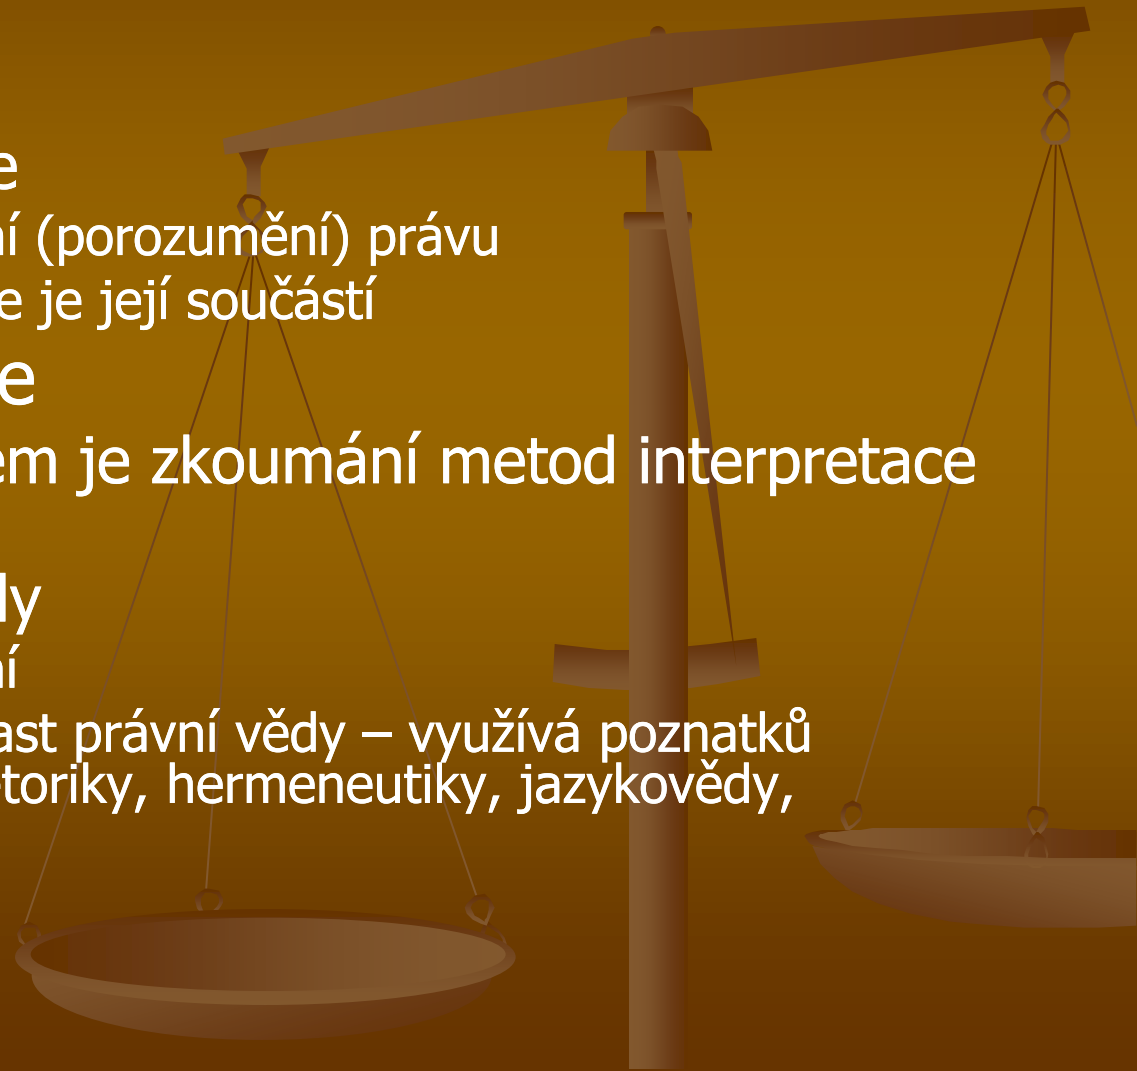 e
ní (porozumění) právu
e je její součástí
e
em je zkoumání metod interpretace
dy
ní
ast právní vědy – využívá poznatků
etoriky, hermeneutiky, jazykovědy,